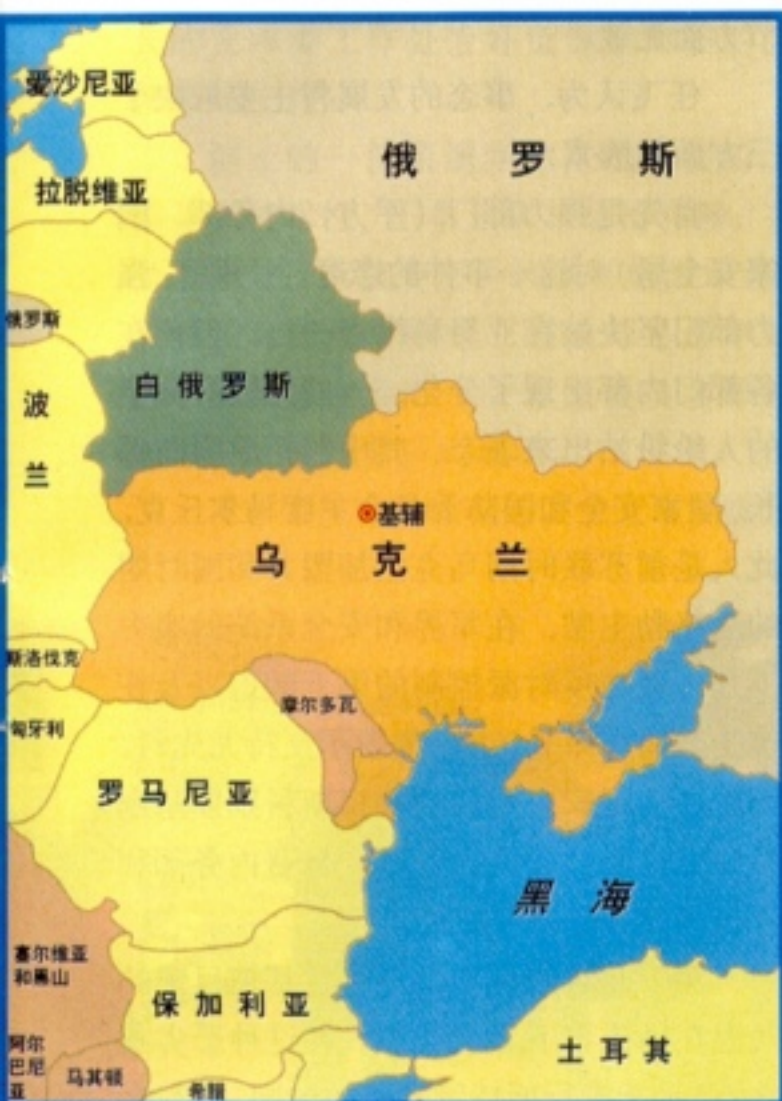 爱沙尼亚
俄罗斯
拉脱维亚
俄罗斯
白俄罗斯
波兰
基辅
乌克兰
斯洛伐克
摩尔多瓦
匈牙利
罗马尼亚
黑海
塞尔维亚
和黑山
保加利亚
土耳其
阿尔
巴尼
亚
马其顿
希腊